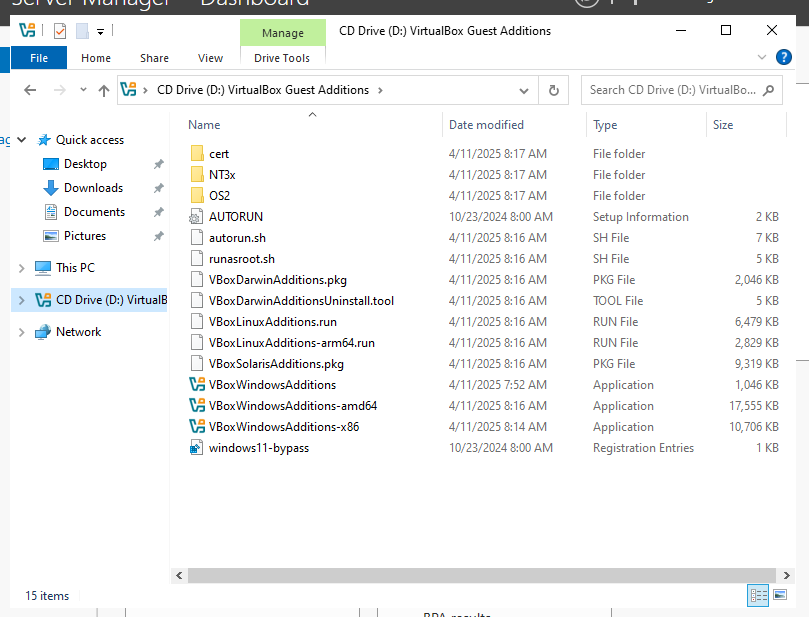 Server Manager Dashboard
Manage
CD Drive (D:) VirtualBox Guest Additions
File
Home
Share
View
Drive Tools
CD Drive (D:) VirtualBox Guest Additions
Search CD Drive (D:) VirtualBo...
Name Date modified Type Size
Quick access
Desktop
Downloads
Documents
Pictures
This PC
CD Drive (D:) VirtualB
Network
cert 4/11/2025 8:17 AM File folder
NT3x 4/11/2025 8:17 AM File folder
OS2 4/11/2025 8:17 AM File folder
AUTORUN 10/23/2024 8:00 AM Setup Information 2 KB
autorun.sh 4/11/2025 8:16 AM SH File 7 KB
runasroot.sh 4/11/2025 8:16 AM SH File 5 KB
VBoxDarwinAdditions.pkg 4/11/2025 8:16 AM PKG File 2,046 KB
VBoxDarwinAdditionsUninstall.tool 4/11/2025 8:16 AM TOOL File 5 KB
VBoxLinuxAdditions.run 4/11/2025 8:16 AM RUN File 6,479 KB
VBoxLinuxAdditions-arm64.run 4/11/2025 8:16 AM RUN File 2,829 KB
VBoxSolarisAdditions.pkg 4/11/2025 8:16 AM PKG File 9,319 KB
VBoxWindowsAdditions 4/11/2025 7:52 AM Application 1,046 KB
VBoxWindowsAdditions-amd64 4/11/2025 8:16 AM Application 17,555 KB
VBoxWindowsAdditions-x86 4/11/2025 8:14 AM Application 10,706 KB
windows11-bypass 10/23/2024 8:00 AM Registration Entries 1 KB
15 items
BPA results